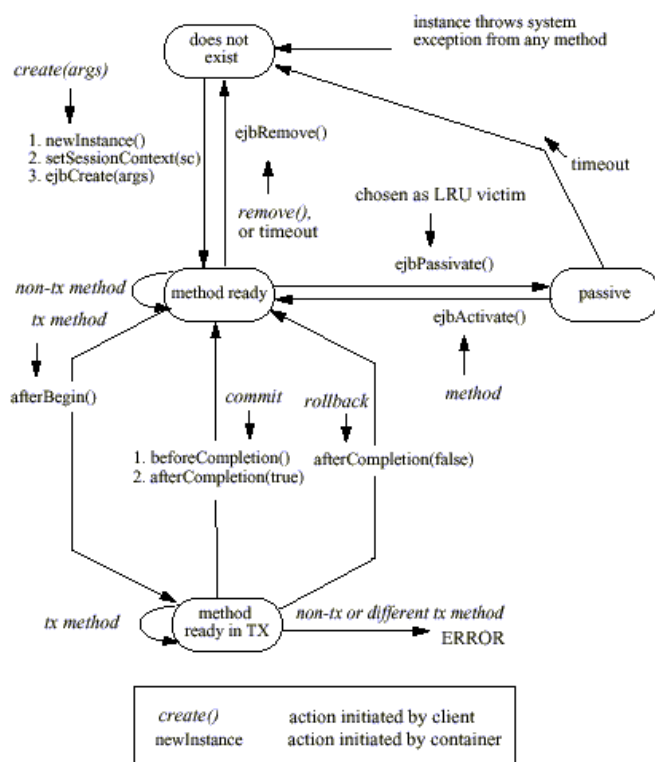 does not
exist
instance throws system
exception from any method
create(args)
1. newInstance()
2. setSessionContext(sc)
3. ejbCreate(args)
ejbRemove()
remove(),
or timeout
timeout
chosen as LRU victim
ejbPassivate()
non-tx method
method ready
passive
tx method
ejbActivate()
afterBegin()
commit
rollback
method
1. beforeCompletion()
2. afterCompletion(true)
afterCompletion(false)
tx method
method
ready in TX
non-tx or different tx method
ERROR
create() action initiated by client
newInstance action initiated by container